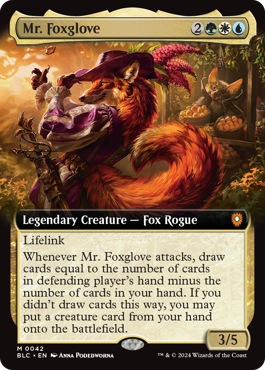 Mr. Foxglove 2
Legendary Creature — Fox Rogue
Lifelink
Whenever Mr. Foxglove attacks, draw
cards equal to the number of cards
in defending player's hand minus the
number of cards in your hand. If you
didn't draw cards this way, you may
put a creature card from your hand
onto the battlefield.
3/5
M 0042
BLC • EN Anna Podedworna ™ & © 2024 Wizards of the Coast